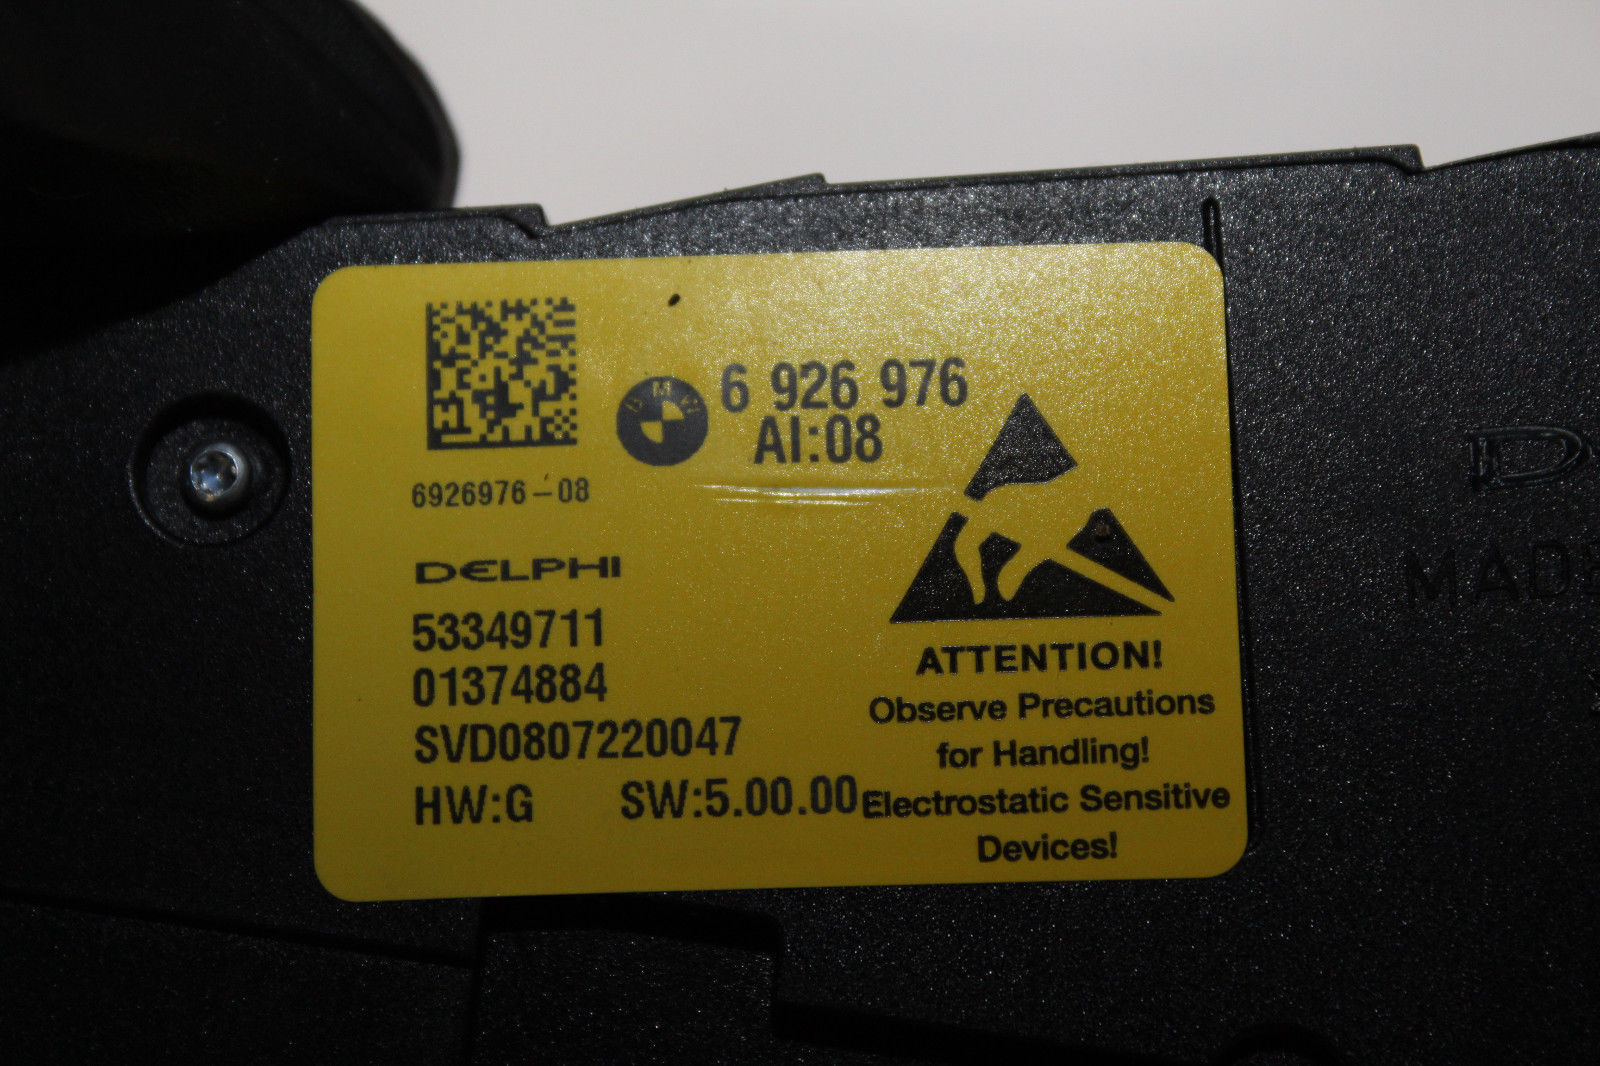 BMW
6 926 976
AI:08
6926976-08
DELPHI
53349711
01374884
SVD0807220047
HW:G SW:5.00.00
ATTENTION!
Observe Precautions
for Handling!
Electrostatic Sensitive
Devices!